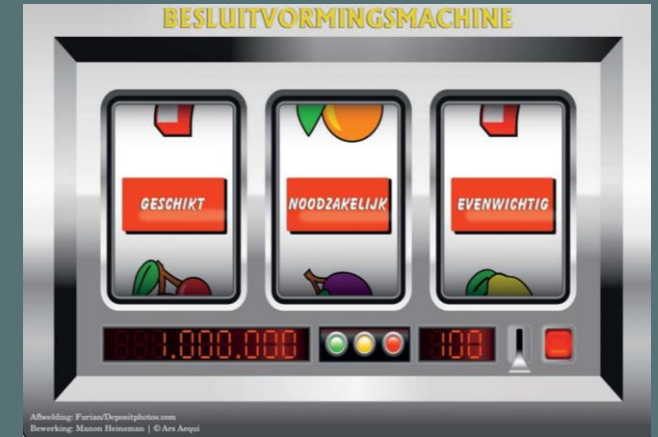 BESLUITVORMINGSMACHINE
GESCHIKT
NOODZAKELIJK
EVENWICHTIG
1.000.000
100
Afbeelding: Furian/Depositphotos.com
Bewerking: Manon Heineman | © Ars Aequi